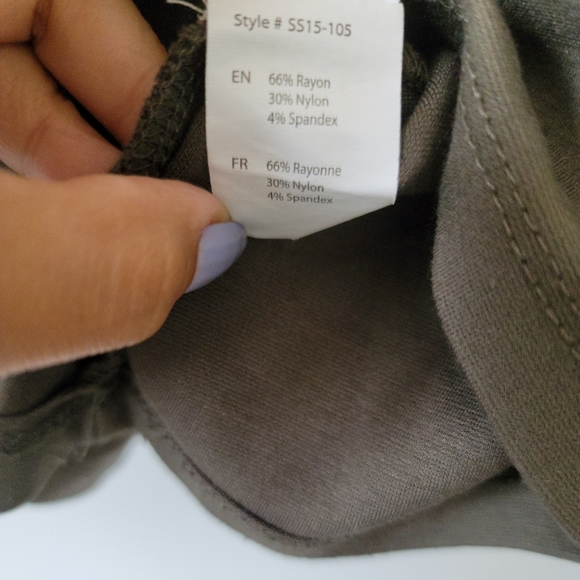 Style # SS15-105
EN 66% Rayon
30% Nylon
4% Spandex
FR 66% Rayonne
30% Nylon
4% Spandex